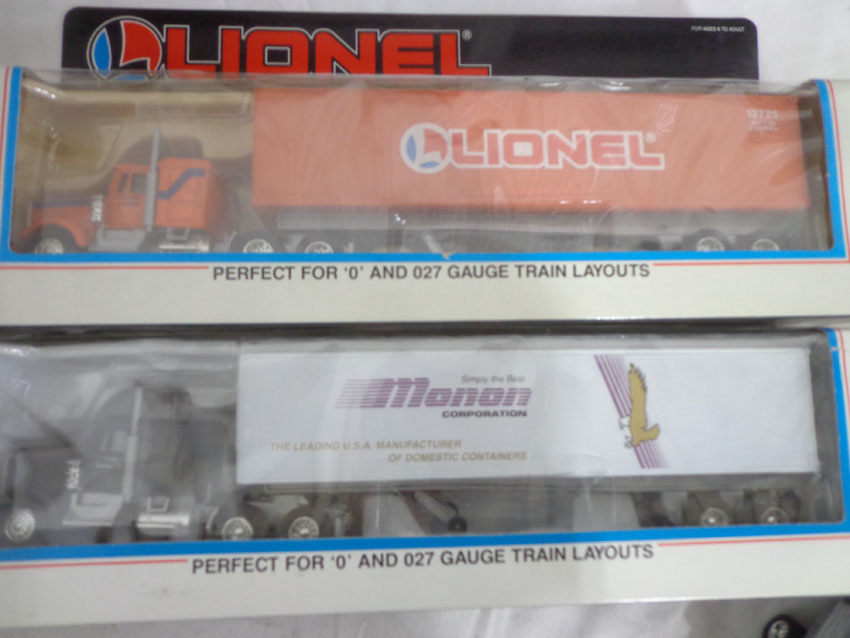 LIONEL®
FOR AGES 8 TO ADULT
LIONEL®
12725
PERFECT FOR '0' AND 027 GAUGE TRAIN LAYOUTS
Simply the Best
Monon
CORPORATION
THE LEADING U.S.A. MANUFACTURER
OF DOMESTIC CONTAINERS
PERFECT FOR '0' AND 027 GAUGE TRAIN LAYOUTS